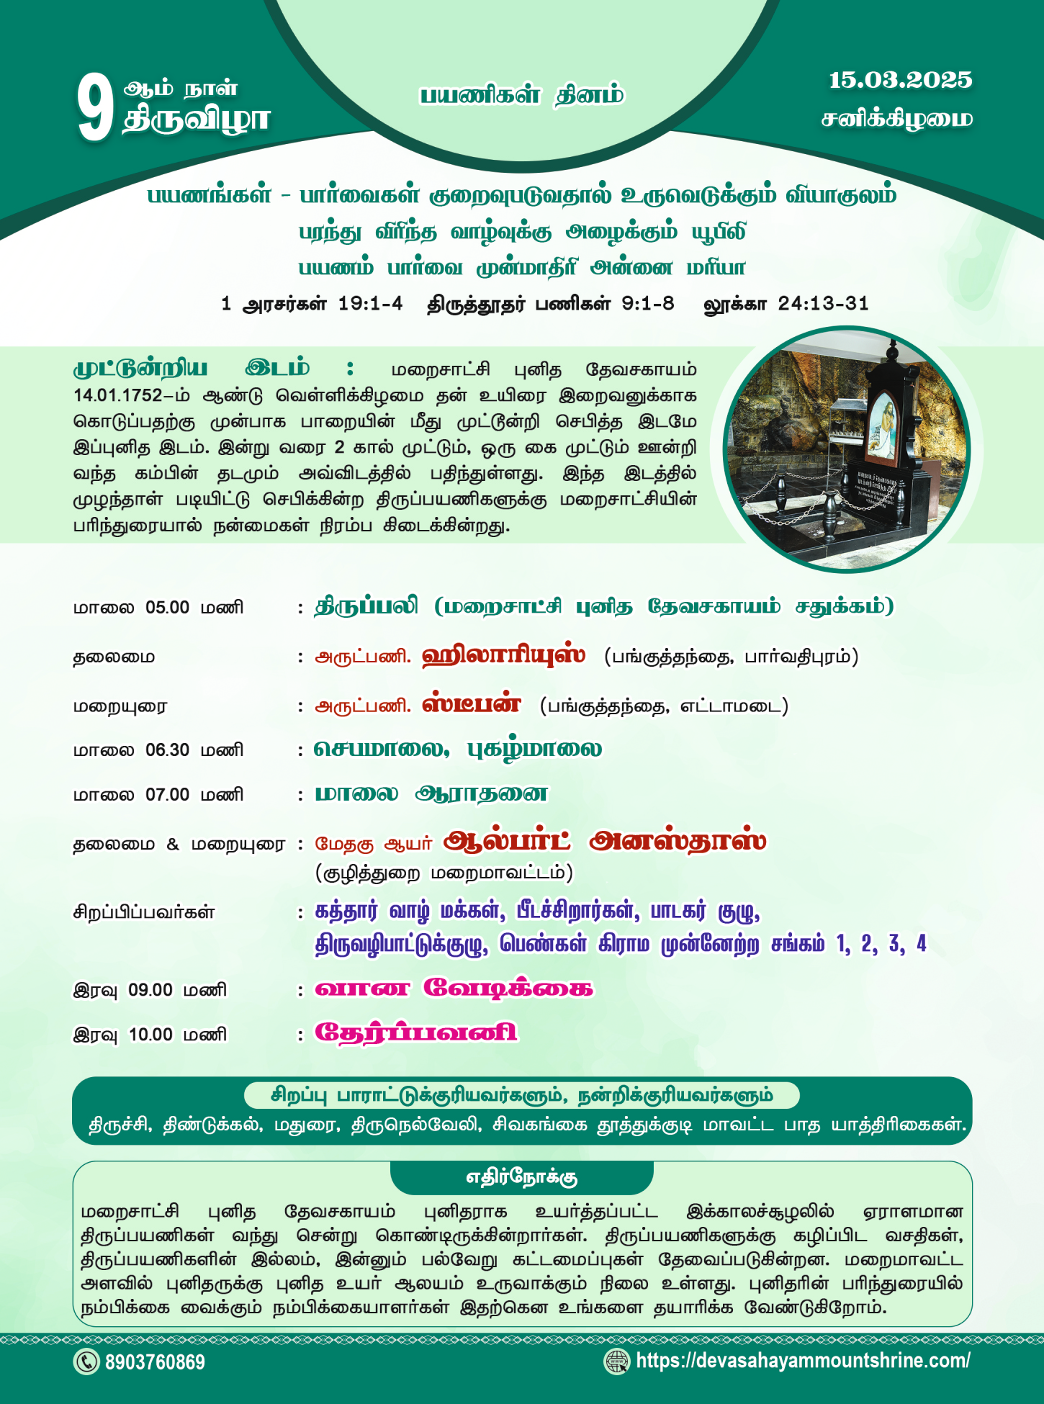 9 ஆம் நாள்
திருவிழா
பயணிகள் தினம்
15.03.2025
சனிக்கிழமை
பயணங்கள் - பார்வைகள் குறைவுபடுவதால் உருவெடுக்கும் வியாகுலம்
பரந்து விரிந்த வாழ்வுக்கு அழைக்கும் யூபிலி
பயணம் பார்வை முன்மாதிரி அன்னை மரியா
1 அரசர்கள் 19:1-4 திருத்தூதர் பணிகள் 9:1-8 லூக்கா 24:13-31
முட்டூன்றிய இடம் : மறைசாட்சி புனித தேவசகாயம்
14.01.1752-ம் ஆண்டு வெள்ளிக்கிழமை தன் உயிரை இறைவனுக்காக
கொடுப்பதற்கு முன்பாக பாறையின் மீது முட்டூன்றி செபித்த இடமே
இப்புனித இடம். இன்று வரை 2 கால் முட்டும், ஒரு கை முட்டும் ஊன்றி
வந்த கம்பின் தடமும் அவ்விடத்தில் பதிந்துள்ளது. இந்த இடத்தில்
முழந்தாள் படியிட்டு செபிக்கின்ற திருப்பயணிகளுக்கு மறைசாட்சியின்
பரிந்துரையால் நன்மைகள் நிரம்ப கிடைக்கின்றது.
மாலை 05.00 மணி : திருப்பலி (மறைசாட்சி புனித தேவசகாயம் சதுக்கம்)
தலைமை : அருட்பணி. ஹிலாரியுஸ் (பங்குத்தந்தை, பார்வதிபுரம்)
மறையுரை : அருட்பணி. ஸ்டீபன் (பங்குத்தந்தை, எட்டாமடை)
மாலை 06.30 மணி : செபமாலை, புகழ்மாலை
மாலை 07.00 மணி : மாலை ஆராதனை
தலைமை & மறையுரை : மேதகு ஆயர் ஆல்பர்ட் அனஸ்தாஸ்
(குழித்துறை மறைமாவட்டம்)
சிறப்பிப்பவர்கள் : கத்தார் வாழ் மக்கள், பீடச்சிறார்கள், பாடகர் குழு,
திருவழிபாட்டுக்குழு, பெண்கள் கிராம முன்னேற்ற சங்கம் 1, 2, 3, 4
இரவு 09.00 மணி : வான வேடிக்கை
இரவு 10.00 மணி : தேர்ப்பவனி
சிறப்பு பாராட்டுக்குரியவர்களும், நன்றிக்குரியவர்களும்
திருச்சி, திண்டுக்கல், மதுரை, திருநெல்வேலி, சிவகங்கை தூத்துக்குடி மாவட்ட பாத யாத்திரிகைகள்.
எதிர்நோக்கு
மறைசாட்சி புனித தேவசகாயம் புனிதராக உயர்த்தப்பட்ட இக்காலச்சூழலில் ஏராளமான
திருப்பயணிகள் வந்து சென்று கொண்டிருக்கின்றார்கள். திருப்பயணிகளுக்கு கழிப்பிட வசதிகள்,
திருப்பயணிகளின் இல்லம், இன்னும் பல்வேறு கட்டமைப்புகள் தேவைப்படுகின்றன. மறைமாவட்ட
அளவில் புனிதருக்கு புனித உயர் ஆலயம் உருவாக்கும் நிலை உள்ளது. புனிதரின் பரிந்துரையில்
நம்பிக்கை வைக்கும் நம்பிக்கையாளர்கள் இதற்கென உங்களை தயாரிக்க வேண்டுகிறோம்.
8903760869
https://devasahayammountshrine.com/